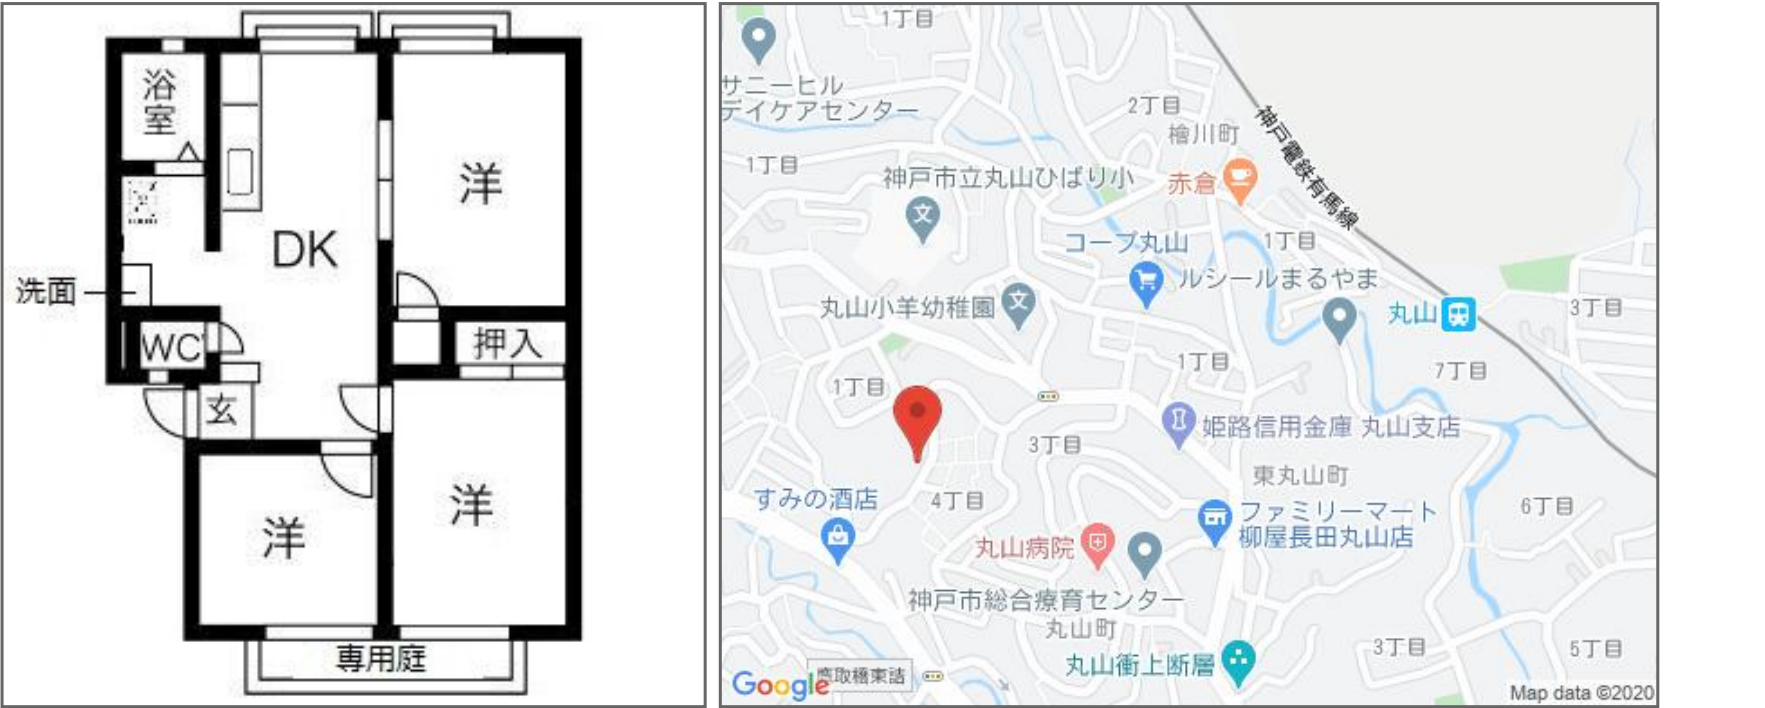 浴
室
洋
DK
洗面
WC
押入
玄
洋
洋
専用庭
1丁目
サニーヒル
デイケアセンター
2丁目
檜川町
神戸電鉄有馬線
1丁目
神戸市立丸山ひばり小
赤倉
コープ丸山
1丁目
ルシールまるやま
丸山小羊幼稚園
丸山
3丁目
1丁目
7丁目
1丁目
姫路信用金庫 丸山支店
3丁目
東丸山町
すみの酒店
4丁目
ファミリーマート
柳屋長田丸山店
6丁目
丸山病院
神戸市総合療育センター
丸山町
3丁目
5丁目
丸山衝上断層
鷹取橋東詰
Google
Map data ©2020